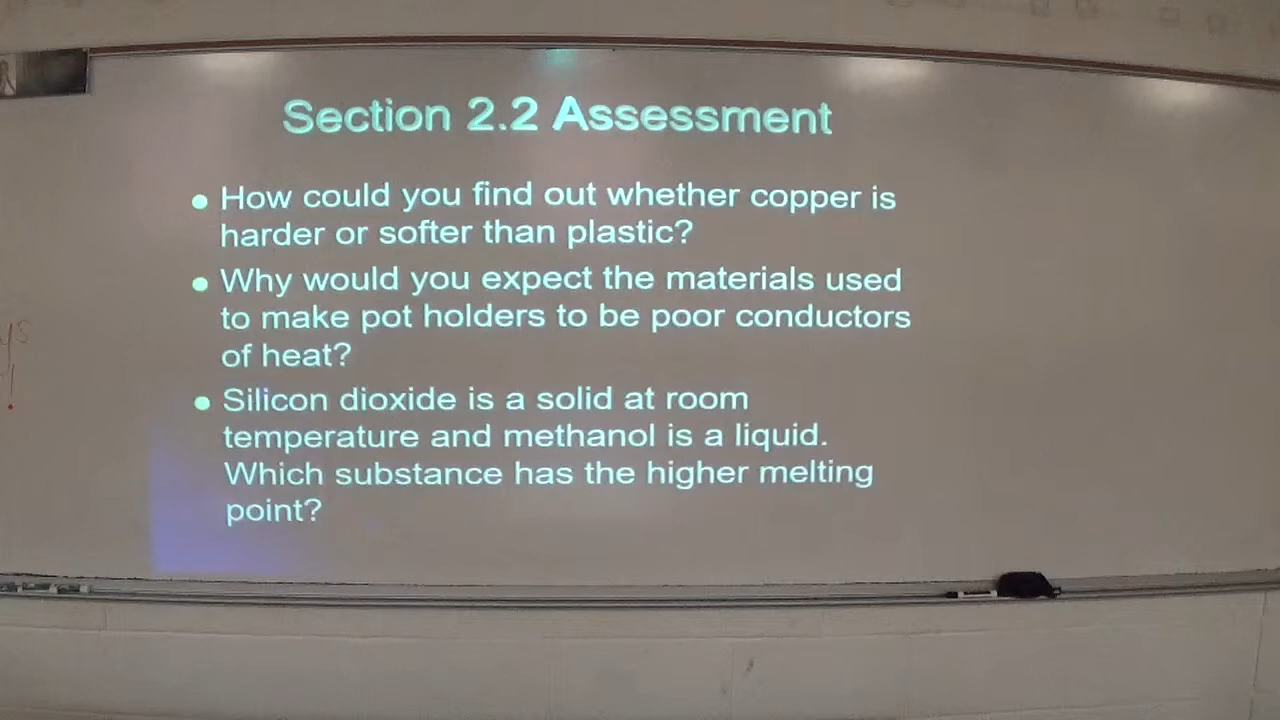 Section 2.2 Assessment
• How could you find out whether copper is
harder or softer than plastic?
• Why would you expect the materials used
to make pot holders to be poor conductors
of heat?
• Silicon dioxide is a solid at room
temperature and methanol is a liquid.
Which substance has the higher melting
point?